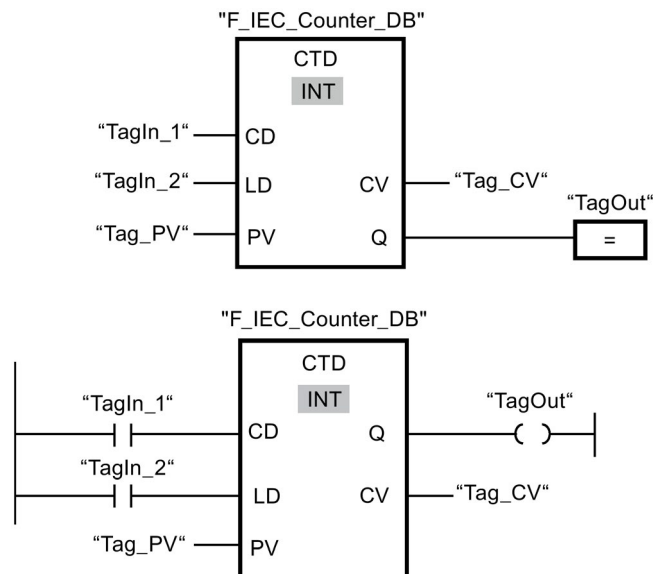 "F_IEC_Counter_DB"
CTD
INT
“TagIn_1“ CD
“TagIn_2“ LD CV “Tag_CV“
“TagOut“
“Tag_PV“ PV Q =
"F_IEC_Counter_DB"
CTD
INT
“TagIn_1“ “TagOut“
CD Q
“TagIn_2“
LD CV “Tag_CV“
“Tag_PV“ PV